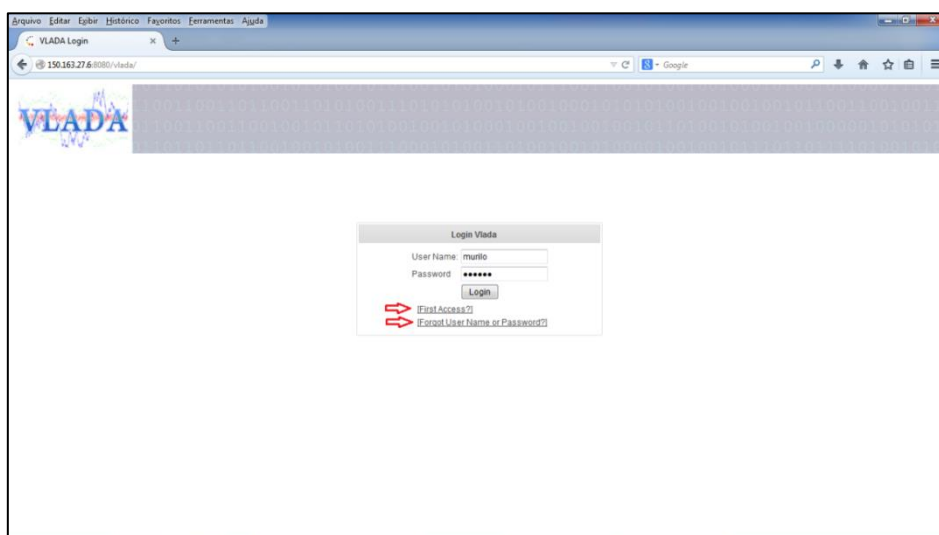 Arquivo Editar Exibir Histórico Favoritos Ferramentas Ajuda
VLADA Login
150.163.27.6:8080/vlada/
Google
VLADA
Login Vlada
User Name: murilo
Password ••••••
Login
[First Access?]
[Forgot User Name or Password?]